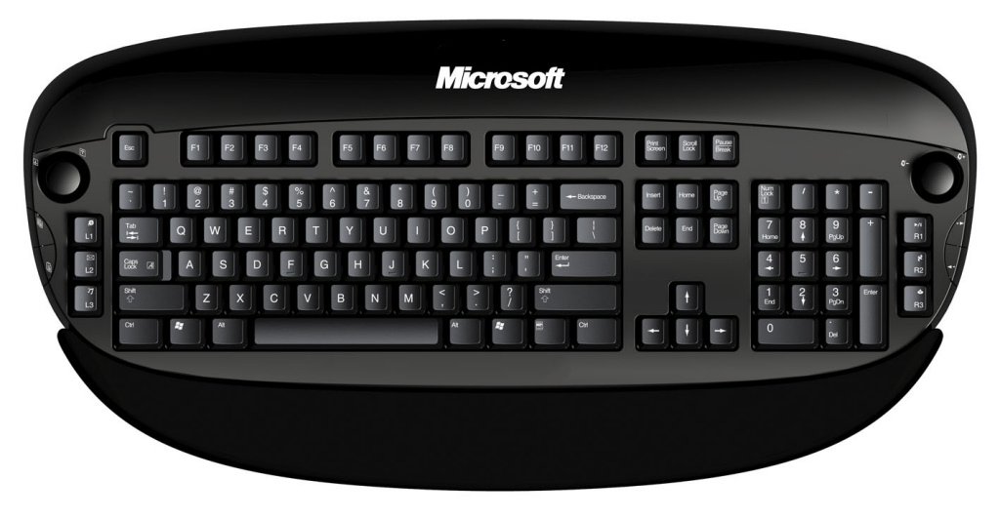 Microsoft
Esc F1 F2 F3 F4 F5 F6 F7 F8 F9 F10 F11 F12 Print Screen Scroll Lock Pause Break
~ ` ! 1 @ 2 # 3 $ 4 % 5 ^ 6 & 7 * 8 ( 9 ) 0 _ - + = ←Backspace Insert Home Page Up Num Lock / * -
L1 Tab Q W E R T Y U I O P { [ } ] | \ Delete End Page Down 7 Home 8 9 PgUp + R1
L2 Caps Lock A S D F G H J K L : ; " ' Enter 4 5 6 R2
L3 Shift Z X C V B N M < , > . ? / Shift 1 End 2 3 PgDn Enter R3
Ctrl Alt Alt Ctrl 0 . Del